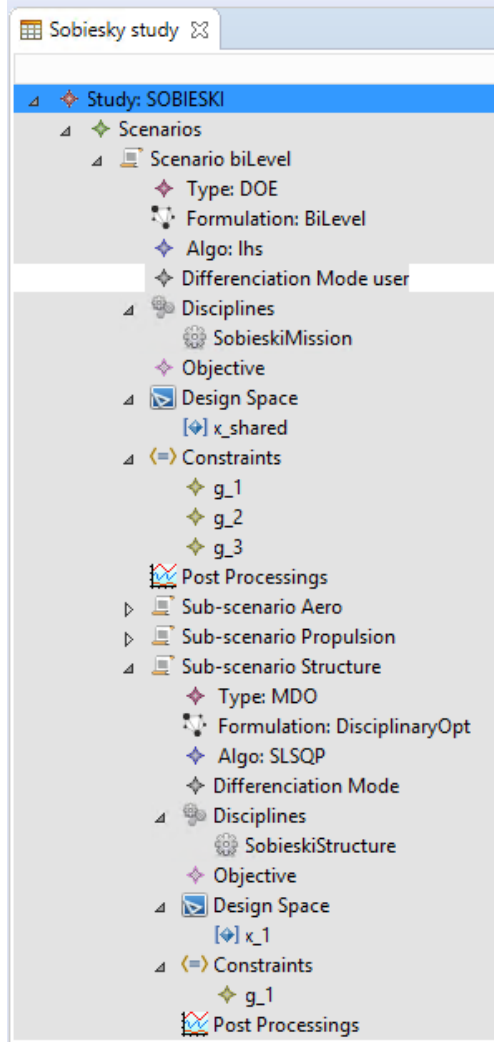 Sobiesky study
Study: SOBIESKI
Scenarios
Scenario biLevel
Type: DOE
Formulation: BiLevel
Algo: lhs
Differenciation Mode user
Disciplines
SobieskiMission
Objective
Design Space
x_shared
Constraints
g_1
g_2
g_3
Post Processings
Sub-scenario Aero
Sub-scenario Propulsion
Sub-scenario Structure
Type: MDO
Formulation: DisciplinaryOpt
Algo: SLSQP
Differenciation Mode
Disciplines
SobieskiStructure
Objective
Design Space
x_1
Constraints
g_1
Post Processings